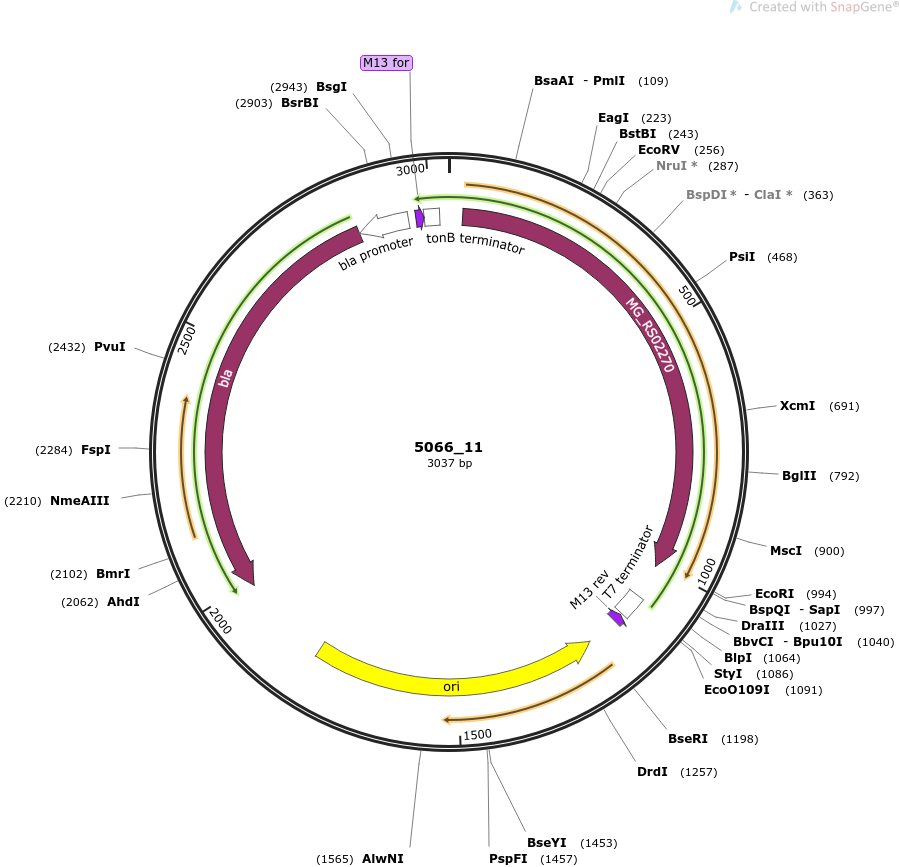 Created with SnapGene®
M13 for
(2943) BsgI
(2903) BsrBI
BsaAI - PmlI (109)
EagI (223)
BstBI (243)
EcoRV (256)
NruI * (287)
BspDI * - ClaI * (363)
PsiI (468)
3000
500
bla promoter
tonB terminator
MG_RS02270
bla
2500
(2432) PvuI
XcmI (691)
5066_11
3037 bp
(2284) FspI
BglII (792)
(2210) NmeAIII
MscI (900)
(2102) BmrI
(2062) AhdI
1000
T7 terminator
M13 rev
EcoRI (994)
BspQI - SapI (997)
DraIII (1027)
BbvCI - Bpu10I (1040)
BlpI (1064)
StyI (1086)
EcoO109I (1091)
2000
ori
1500
BseRI (1198)
DrdI (1257)
BseYI (1453)
(1565) AlwNI
PspFI (1457)